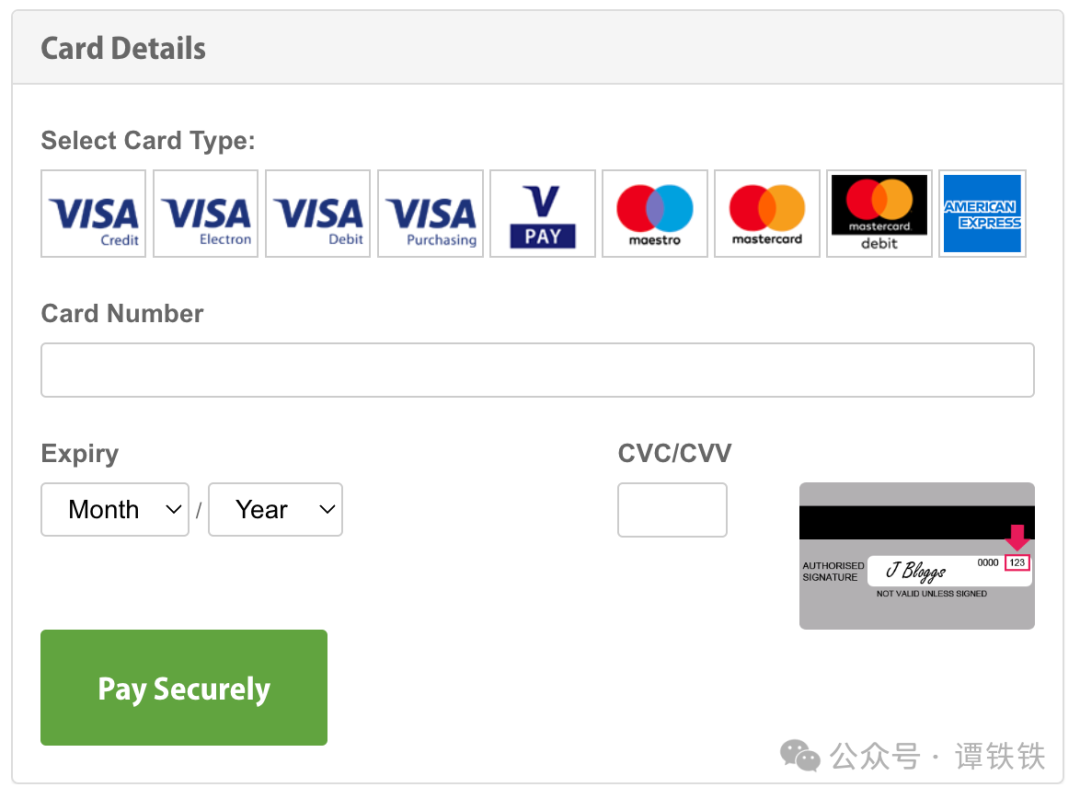 Card Details
Select Card Type:
VISA Credit
VISA Electron
VISA Debit
VISA Purchasing
V PAY
maestro
mastercard
mastercard debit
AMERICAN EXPRESS
Card Number
Expiry
CVC/CVV
Month / Year
AUTHORISED SIGNATURE
J Bloggs
0000 123
NOT VALID UNLESS SIGNED
Pay Securely
公众号 · 谭铁铁